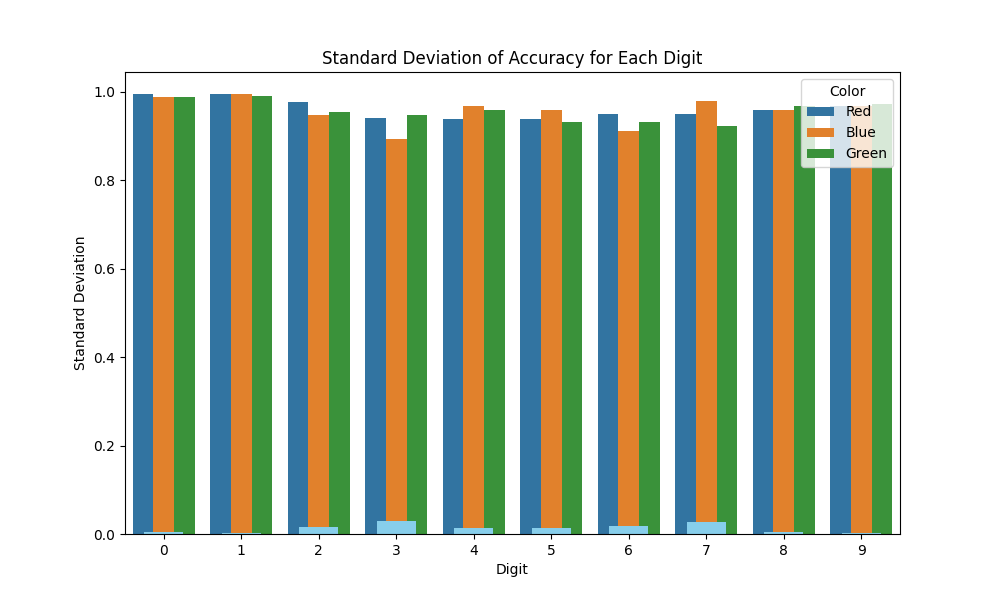 Standard Deviation of Accuracy for Each Digit
Color
Red
Blue
Green
1.0
0.8
0.6
0.4
0.2
0.0
Standard Deviation
0 1 2 3 4 5 6 7 8 9
Digit